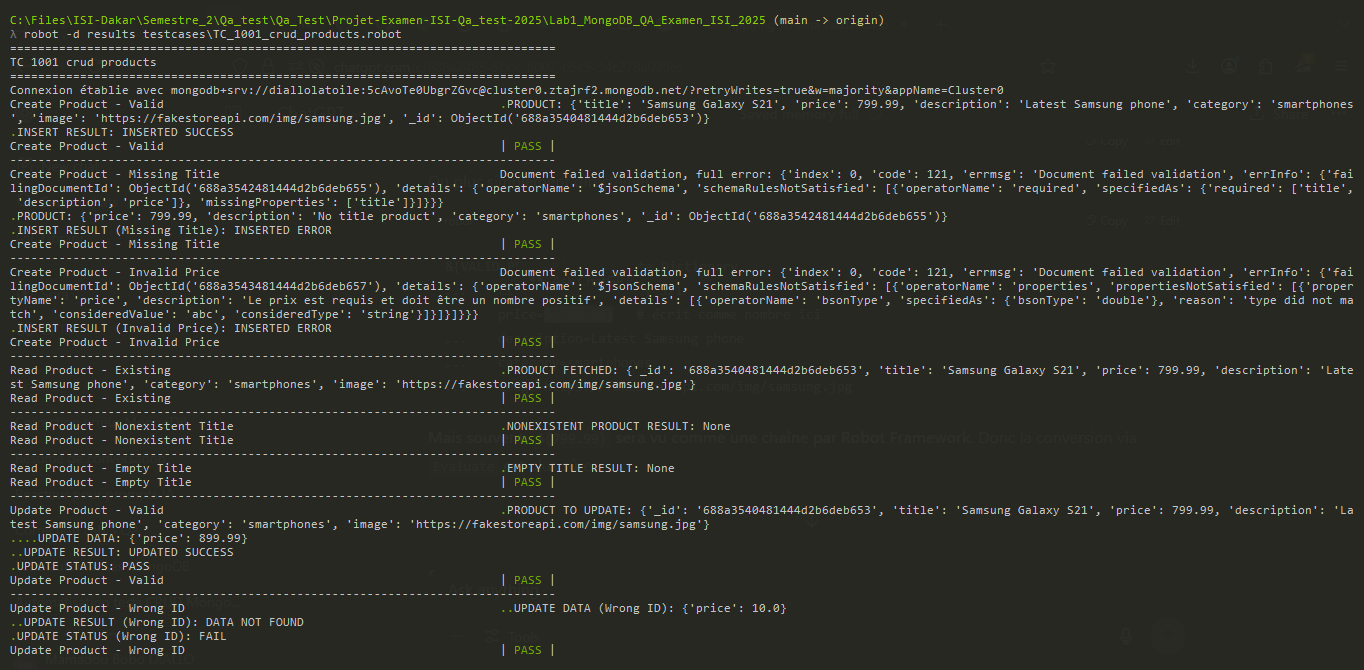 C:\Files\ISI-Dakar\Semestre_2\Qa_test\Qa_Test\Projet-Examen-ISI-Qa_test-2025\Lab1_MongoDB_QA_Examen_ISI_2025 (main -> origin)
λ robot -d results testcases\TC_1001_crud_products.robot
==============================================================================
TC 1001 crud products
==============================================================================
Connexion établie avec mongodb+srv://diallolatoile:5cAvoTe0UbgrZGvc@cluster0.ztajrf2.mongodb.net/?retryWrites=true&w=majority&appName=Cluster0
Create Product - Valid .PRODUCT: {'title': 'Samsung Galaxy S21', 'price': 799.99, 'description': 'Latest Samsung phone', 'category': 'smartphones
', 'image': 'https://fakestoreapi.com/img/samsung.jpg', '_id': ObjectId('688a3540481444d2b6deb653')}
.INSERT RESULT: INSERTED SUCCESS
Create Product - Valid | PASS |
------------------------------------------------------------------------------
Create Product - Missing Title Document failed validation, full error: {'index': 0, 'code': 121, 'errmsg': 'Document failed validation', 'errInfo': {'fai
lingDocumentId': ObjectId('688a3542481444d2b6deb655'), 'details': {'operatorName': '$jsonSchema', 'schemaRulesNotSatisfied': [{'operatorName': 'required', 'specifiedAs': {'required': ['title',
'description', 'price']}, 'missingProperties': ['title']}]}}}
.PRODUCT: {'price': 799.99, 'description': 'No title product', 'category': 'smartphones', '_id': ObjectId('688a3542481444d2b6deb655')}
.INSERT RESULT (Missing Title): INSERTED ERROR
Create Product - Missing Title | PASS |
------------------------------------------------------------------------------
Create Product - Invalid Price Document failed validation, full error: {'index': 0, 'code': 121, 'errmsg': 'Document failed validation', 'errInfo': {'fai
lingDocumentId': ObjectId('688a3543481444d2b6deb657'), 'details': {'operatorName': '$jsonSchema', 'schemaRulesNotSatisfied': [{'operatorName': 'properties', 'propertiesNotSatisfied': [{'proper
tyName': 'price', 'description': 'Le prix est requis et doit être un nombre positif', 'details': [{'operatorName': 'bsonType', 'specifiedAs': {'bsonType': 'double'}, 'reason': 'type did not ma
tch', 'consideredValue': 'abc', 'consideredType': 'string'}]}]}]}}}
.INSERT RESULT (Invalid Price): INSERTED ERROR
Create Product - Invalid Price | PASS |
------------------------------------------------------------------------------
Read Product - Existing .PRODUCT FETCHED: {'_id': '688a3540481444d2b6deb653', 'title': 'Samsung Galaxy S21', 'price': 799.99, 'description': 'Late
st Samsung phone', 'category': 'smartphones', 'image': 'https://fakestoreapi.com/img/samsung.jpg'}
Read Product - Existing | PASS |
------------------------------------------------------------------------------
Read Product - Nonexistent Title .NONEXISTENT PRODUCT RESULT: None
Read Product - Nonexistent Title | PASS |
------------------------------------------------------------------------------
Read Product - Empty Title .EMPTY TITLE RESULT: None
Read Product - Empty Title | PASS |
------------------------------------------------------------------------------
Update Product - Valid .PRODUCT TO UPDATE: {'_id': '688a3540481444d2b6deb653', 'title': 'Samsung Galaxy S21', 'price': 799.99, 'description': 'La
test Samsung phone', 'category': 'smartphones', 'image': 'https://fakestoreapi.com/img/samsung.jpg'}
....UPDATE DATA: {'price': 899.99}
..UPDATE RESULT: UPDATED SUCCESS
.UPDATE STATUS: PASS
Update Product - Valid | PASS |
------------------------------------------------------------------------------
Update Product - Wrong ID ..UPDATE DATA (Wrong ID): {'price': 10.0}
..UPDATE RESULT (Wrong ID): DATA NOT FOUND
.UPDATE STATUS (Wrong ID): FAIL
Update Product - Wrong ID | PASS |